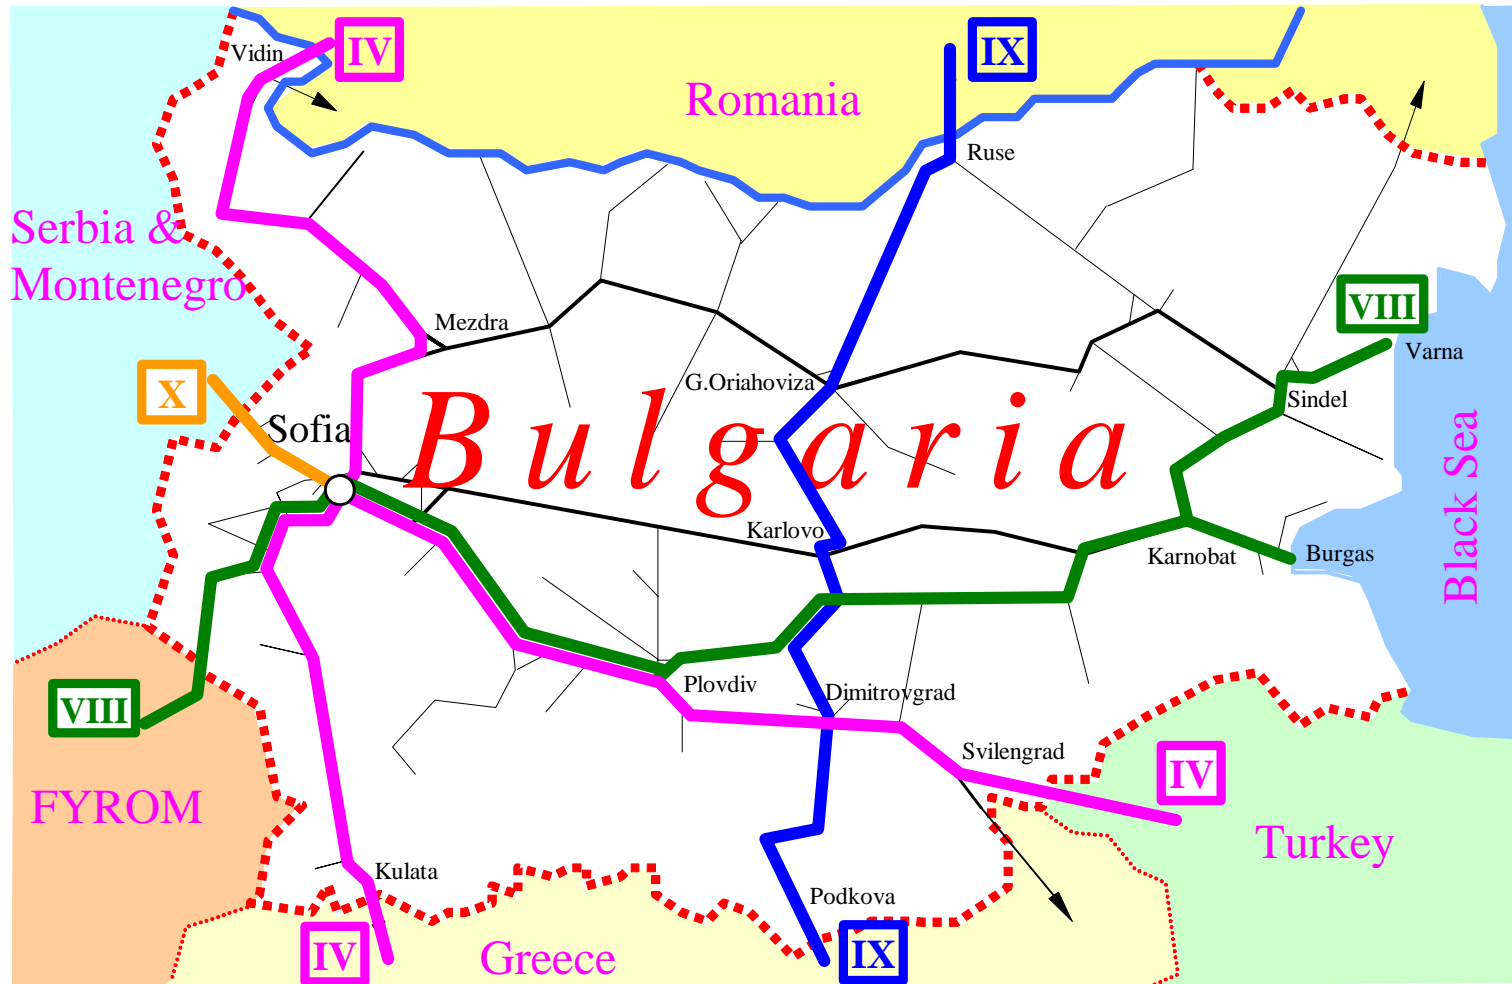 Vidin
IV
IX
Romania
Ruse
Serbia &
Montenegro
VIII
Mezdra
Varna
X
G.Oriahoviza
Sindel
Sofia
Bulgaria
Black Sea
Karlovo
Karnobat
Burgas
Plovdiv
Dimitrovgrad
VIII
Svilengrad
IV
FYROM
Turkey
Kulata
Podkova
IV
Greece
IX